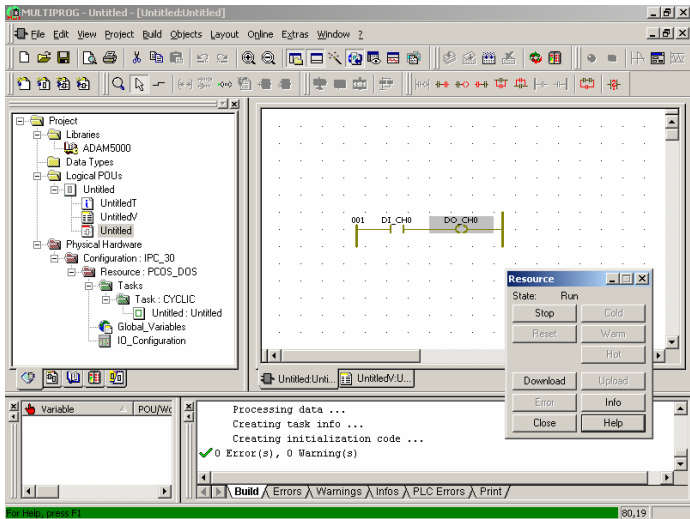 MULTIPROG - Untitled - [Untitled:Untitled]
File Edit View Project Build Objects Layout Online Extras Window ?
Project
Libraries
ADAM5000
Data Types
Logical POUs
Untitled
UntitledT
UntitledV
Untitled
Physical Hardware
Configuration : IPC_30
Resource : PCOS_DOS
Tasks
Task : CYCLIC
Untitled : Untitled
Global_Variables
IO_Configuration
001 DI_CH0 DO_CH0
Untitled:Unti... UntitledV:U...
Resource
State: Run
Stop Cold
Reset Warm
Hot
Download Upload
Error Info
Close Help
Variable POU/Wo
Processing data ...
Creating task info ...
Creating initialization code ...
0 Error(s), 0 Warning(s)
Build Errors Warnings Infos PLC Errors Print
For Help, press F1
80,19